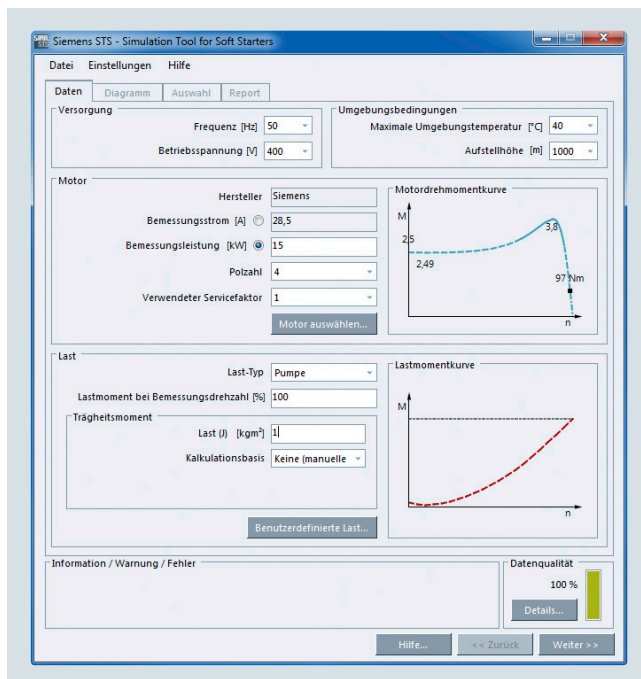 SIRIUS STS
Siemens STS - Simulation Tool for Soft Starters
Datei Einstellungen Hilfe
Daten Diagramm Auswahl Report
Versorgung
Frequenz [Hz] 50
Betriebsspannung [V] 400
Umgebungsbedingungen
Maximale Umgebungstemperatur [°C] 40
Aufstellhöhe [m] 1000
Motor
Hersteller Siemens
Bemessungsstrom [A] 28,5
Bemessungsleistung [kW] 15
Polzahl 4
Verwendeter Servicefaktor 1
Motor auswählen...
Motordrehmomentkurve
M
3,8
2,5
2,49
97 Nm
n
Last
Last-Typ Pumpe
Lastmoment bei Bemessungsdrehzahl [%] 100
Trägheitsmoment
Last (J) [kgm²] 1
Kalkulationsbasis Keine (manuelle
Benutzerdefinierte Last...
Lastmomentkurve
M
n
Information / Warnung / Fehler
Datenqualität
100 %
Details...
Hilfe... << Zurück Weiter >>